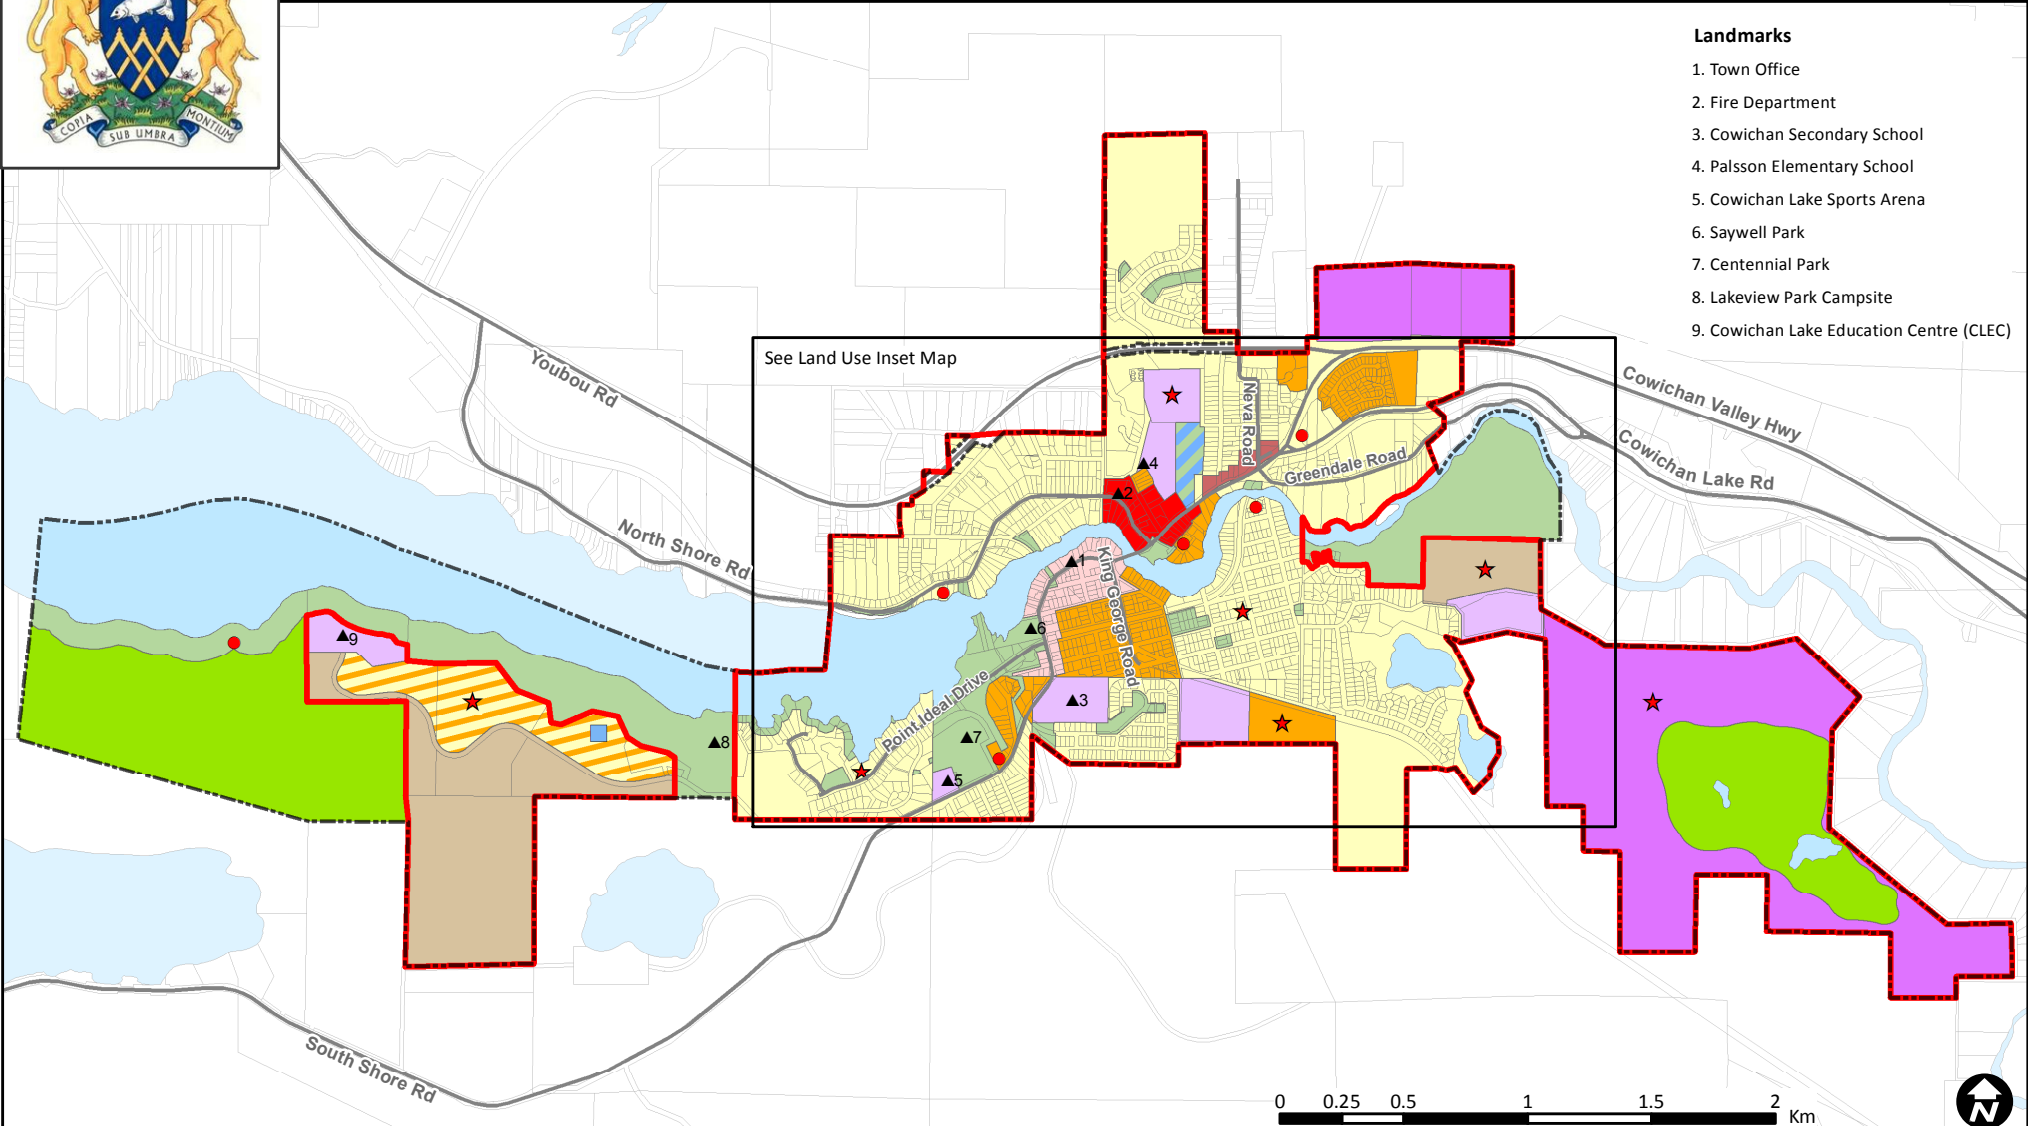 COPIA
SUB UMBRA
MONTIUM
Landmarks
1. Town Office
2. Fire Department
3. Cowichan Secondary School
4. Palsson Elementary School
5. Cowichan Lake Sports Arena
6. Saywell Park
7. Centennial Park
8. Lakeview Park Campsite
9. Cowichan Lake Education Centre (CLEC)
See Land Use Inset Map
Youbou Rd
North Shore Rd
Neva Road
Greendale Road
Cowichan Valley Hwy
Cowichan Lake Rd
King George Road
Point Ideal Drive
South Shore Rd
4
2
1
9
6
3
8
7
5
0 0.25 0.5 1 1.5 2
Km
N